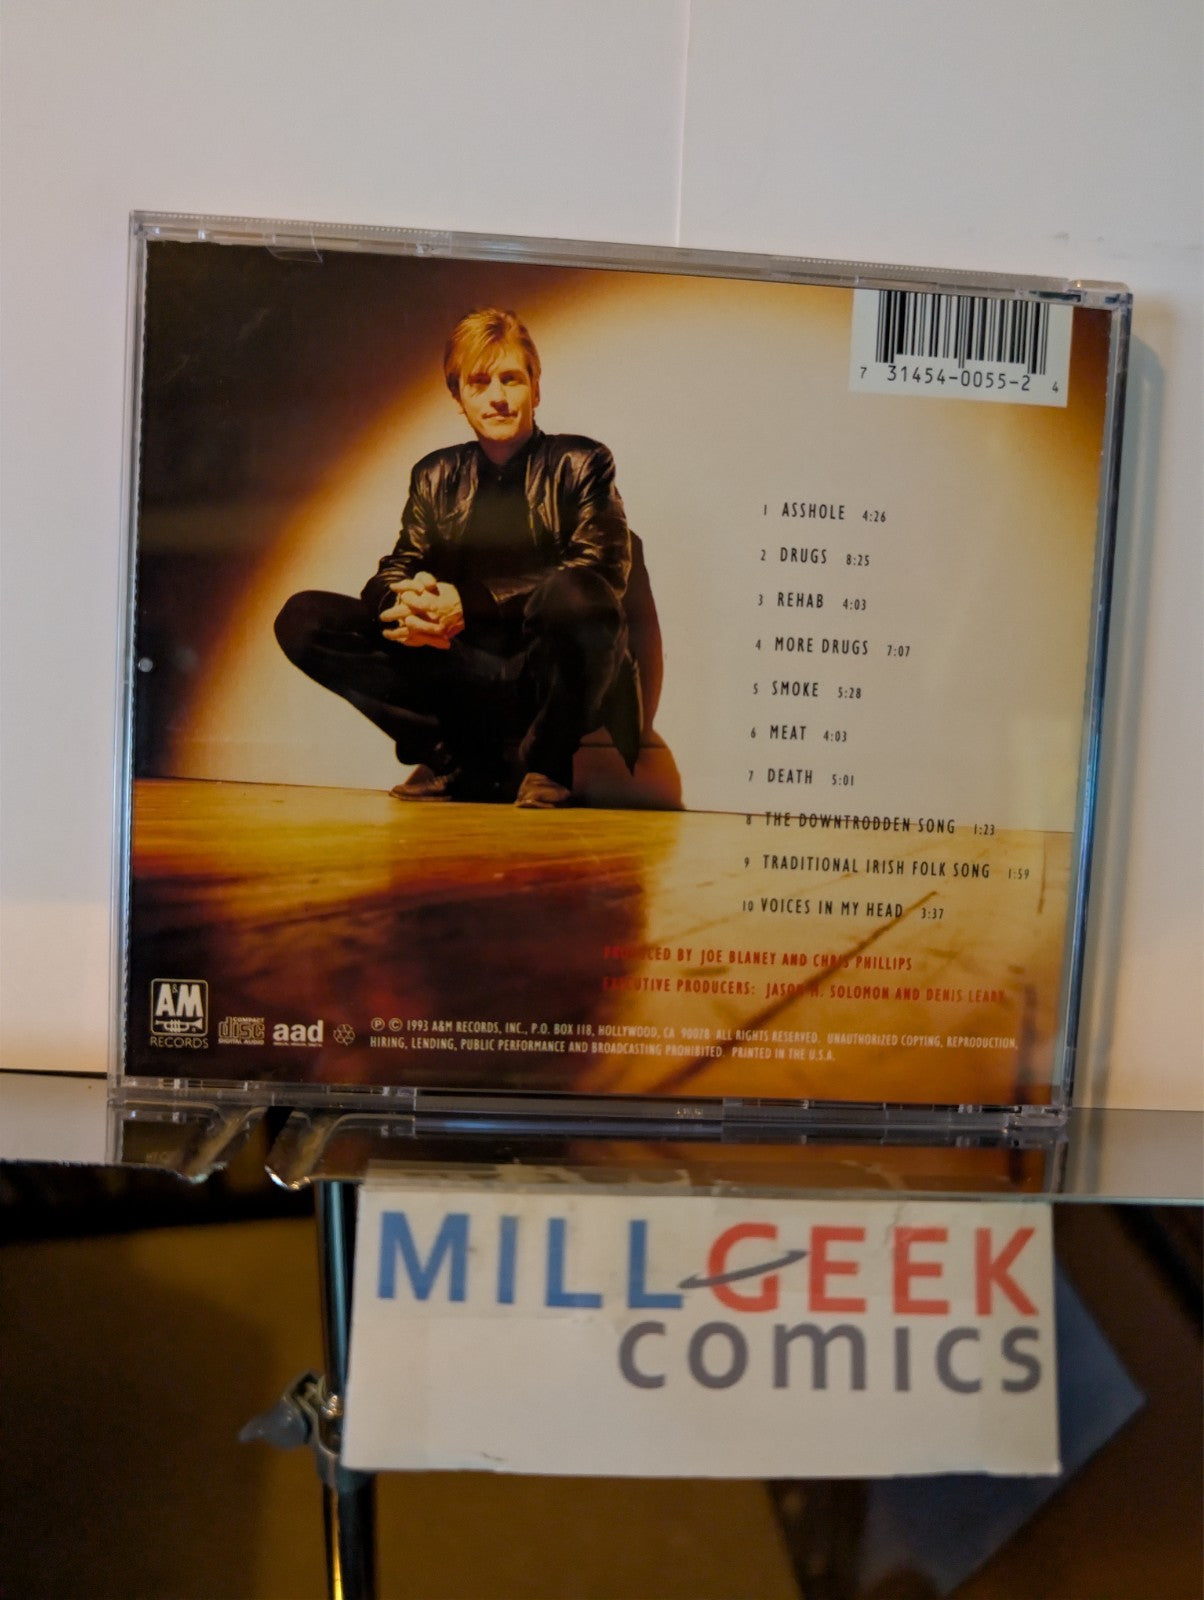 7 31454-0055-2 4
1 ASSHOLE 4:26
2 DRUGS 8:25
3 REHAB 4:03
4 MORE DRUGS 7:07
5 SMOKE 5:28
6 MEAT 4:03
7 DEATH 5:01
8 THE DOWNTRODDEN SONG 1:23
9 TRADITIONAL IRISH FOLK SONG 1:59
10 VOICES IN MY HEAD 3:37
PRODUCED BY JOE BLANEY AND CHRIS PHILLIPS
EXECUTIVE PRODUCERS: JASON M. SOLOMON AND DENIS LEARY
A&M RECORDS
COMPACT disc DIGITAL AUDIO
aad
Ⓟ © 1993 A&M RECORDS, INC., P.O. BOX 118, HOLLYWOOD, CA 90028 ALL RIGHTS RESERVED. UNAUTHORIZED COPYING, REPRODUCTION,
HIRING, LENDING, PUBLIC PERFORMANCE AND BROADCASTING PROHIBITED. PRINTED IN THE U.S.A.
MILLGEEK
comics